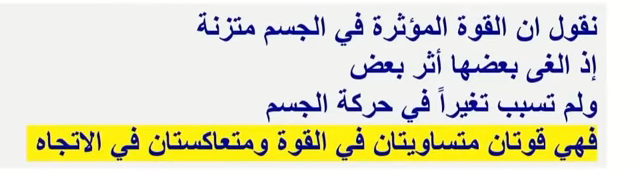 نقول ان القوة المؤثرة في الجسم متزنة
إذ الغى بعضها أثر بعض
ولم تسبب تغيراً في حركة الجسم
فهي قوتان متساويتان في القوة ومتعاكستان في الاتجاه